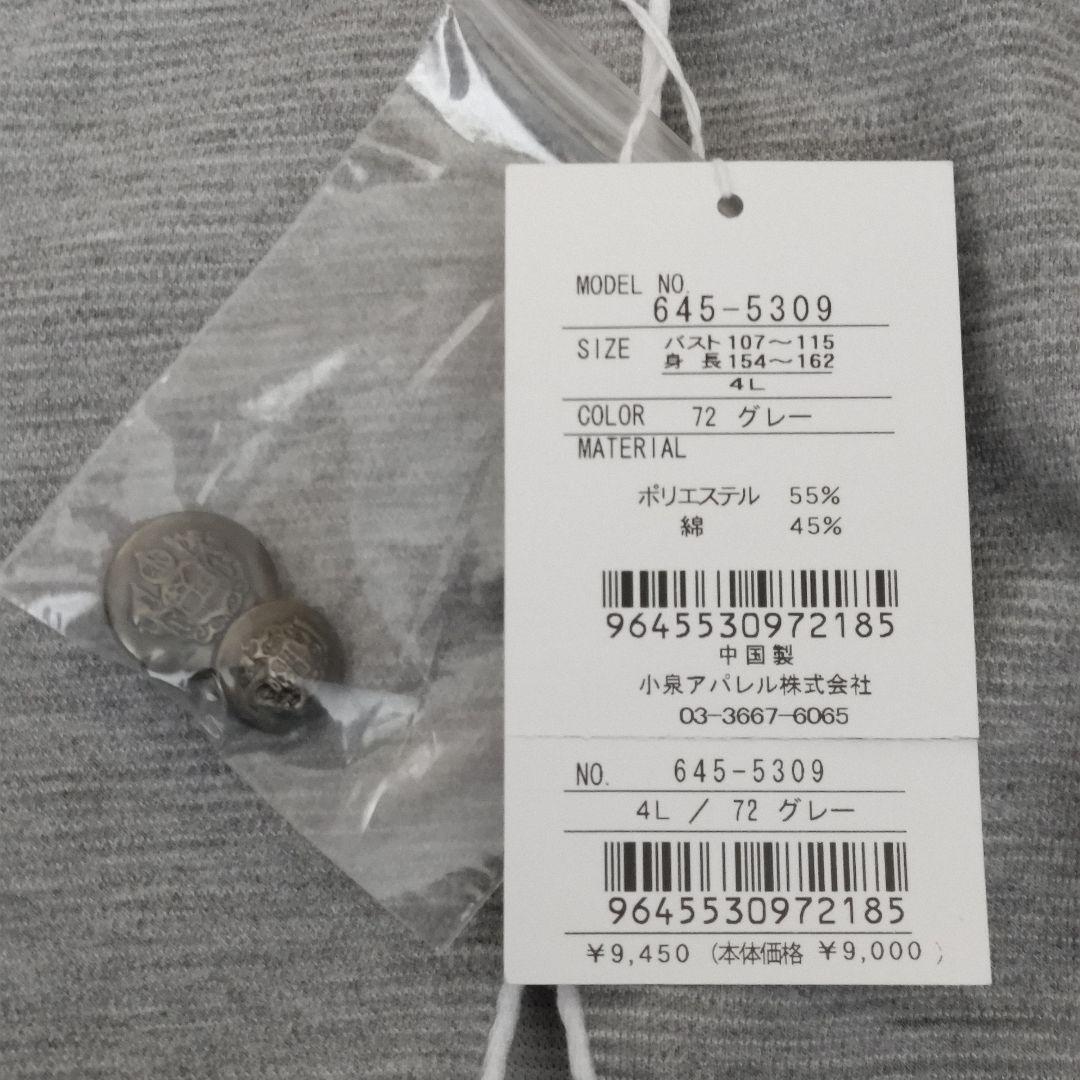 MODEL NO.
645-5309
SIZE バスト107〜115
身長154〜162
4L
COLOR 72 グレー
MATERIAL
ポリエステル 55%
綿 45%
9645530972185
中国製
小泉アパレル株式会社
03-3667-6065
NO. 645-5309
4L / 72 グレー
9645530972185
¥9,450 (本体価格 ¥9,000 )